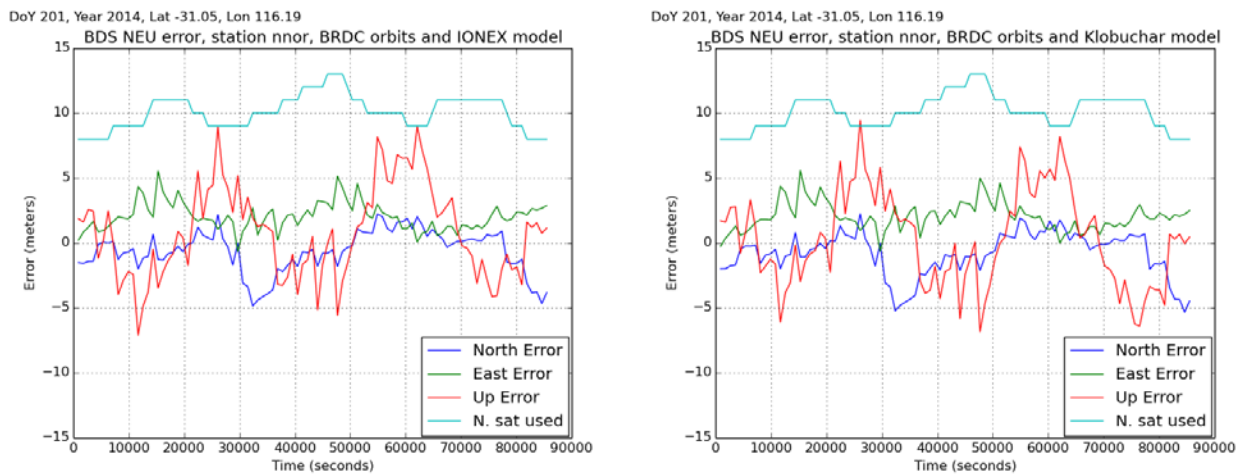 DoY 201, Year 2014, Lat -31.05, Lon 116.19
BDS NEU error, station nnor, BRDC orbits and IONEX model
15
10
5
0
−5
−10
−15
Error (meters)
North Error
East Error
Up Error
N. sat used
0 10000 20000 30000 40000 50000 60000 70000 80000 90000
Time (seconds)
DoY 201, Year 2014, Lat -31.05, Lon 116.19
BDS NEU error, station nnor, BRDC orbits and Klobuchar model
15
10
5
0
−5
−10
−15
Error (meters)
North Error
East Error
Up Error
N. sat used
0 10000 20000 30000 40000 50000 60000 70000 80000 90000
Time (seconds)